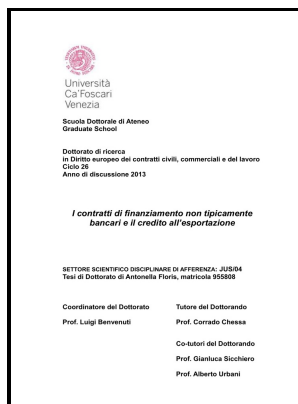 Università
Ca'Foscari
Venezia
Scuola Dottorale di Ateneo
Graduate School
Dottorato di ricerca
in Diritto europeo dei contratti civili, commerciali e del lavoro
Ciclo 26
Anno di discussione 2013
I contratti di finanziamento non tipicamente
bancari e il credito all'esportazione
SETTORE SCIENTIFICO DISCIPLINARE DI AFFERENZA: JUS/04
Tesi di Dottorato di Antonella Floris, matricola 955808
Coordinatore del Dottorato
Tutore del Dottorando
Prof. Luigi Benvenuti
Prof. Corrado Chessa
Co-tutori del Dottorando
Prof. Gianluca Sicchiero
Prof. Alberto Urbani